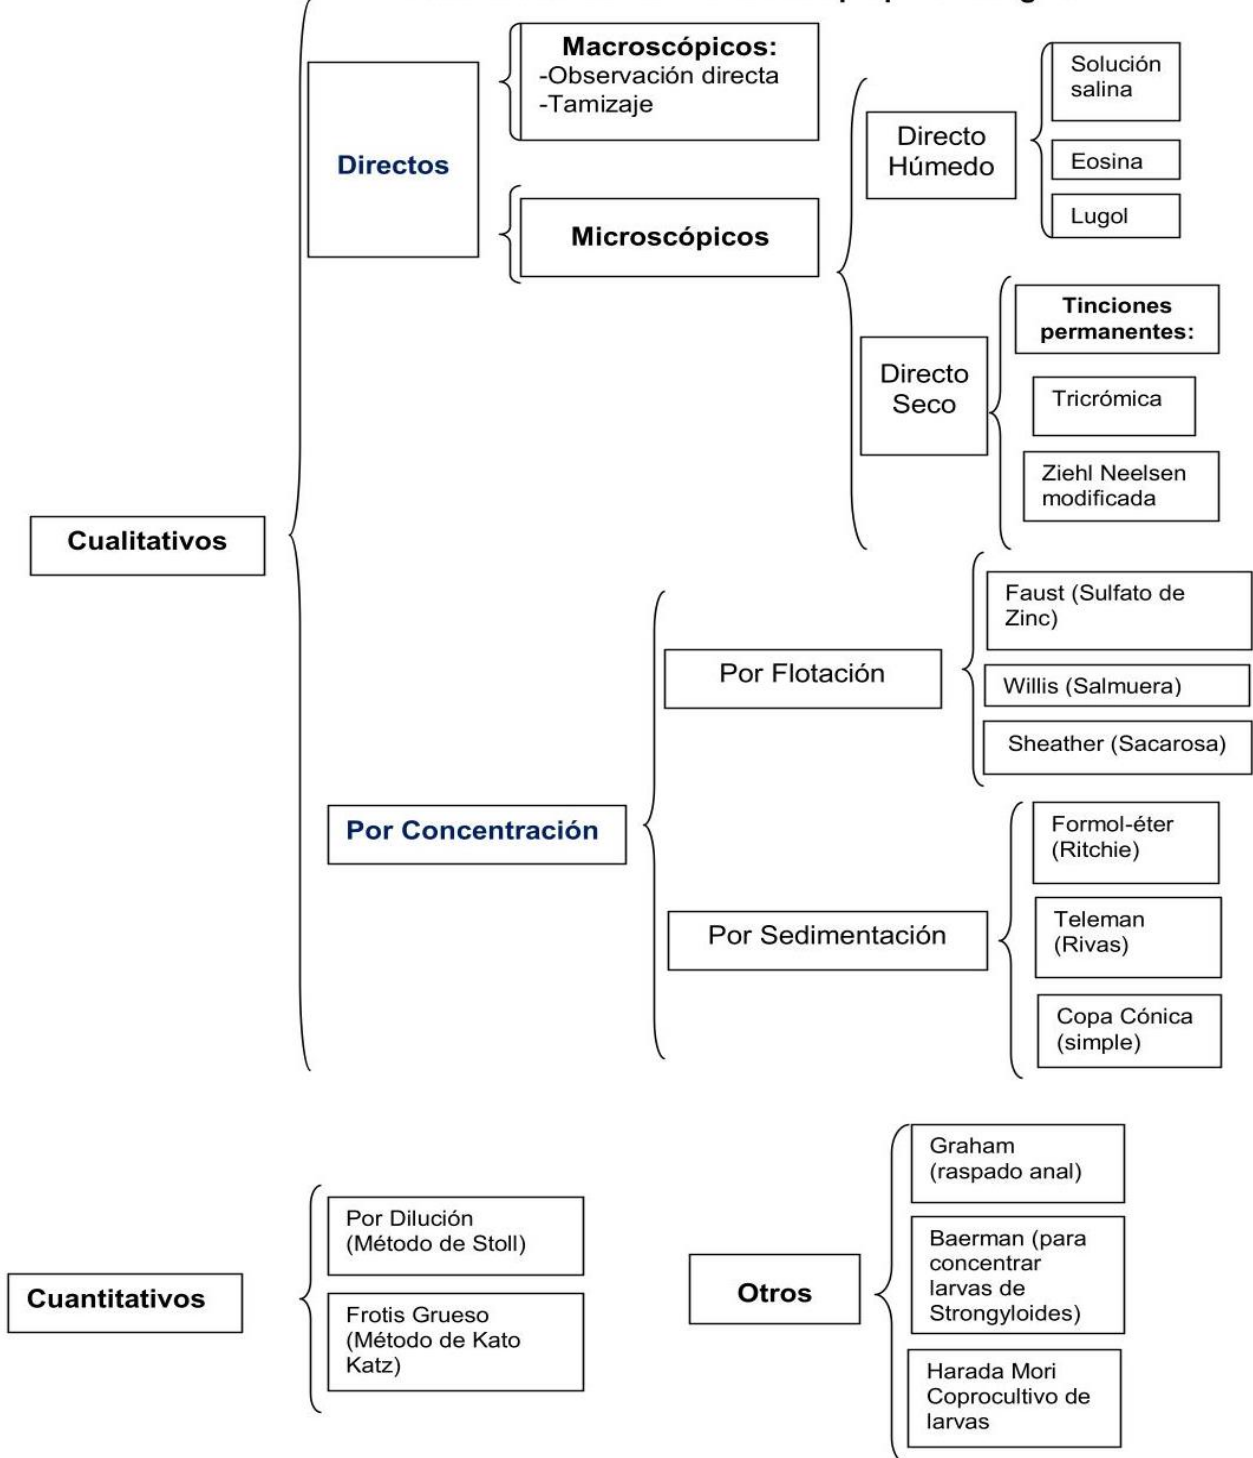 Macroscópicos:
-Observación directa
-Tamizaje
Directos
Microscópicos
Directo
Húmedo
Solución
salina
Eosina
Lugol
Directo
Seco
Tinciones
permanentes:
Tricrómica
Ziehl Neelsen
modificada
Cualitativos
Por Concentración
Por Flotación
Faust (Sulfato de
Zinc)
Willis (Salmuera)
Sheather (Sacarosa)
Por Sedimentación
Formol-éter
(Ritchie)
Teleman
(Rivas)
Copa Cónica
(simple)
Cuantitativos
Por Dilución
(Método de Stoll)
Frotis Grueso
(Método de Kato
Katz)
Otros
Graham
(raspado anal)
Baerman (para
concentrar
larvas de
Strongyloides)
Harada Mori
Coprocultivo de
larvas